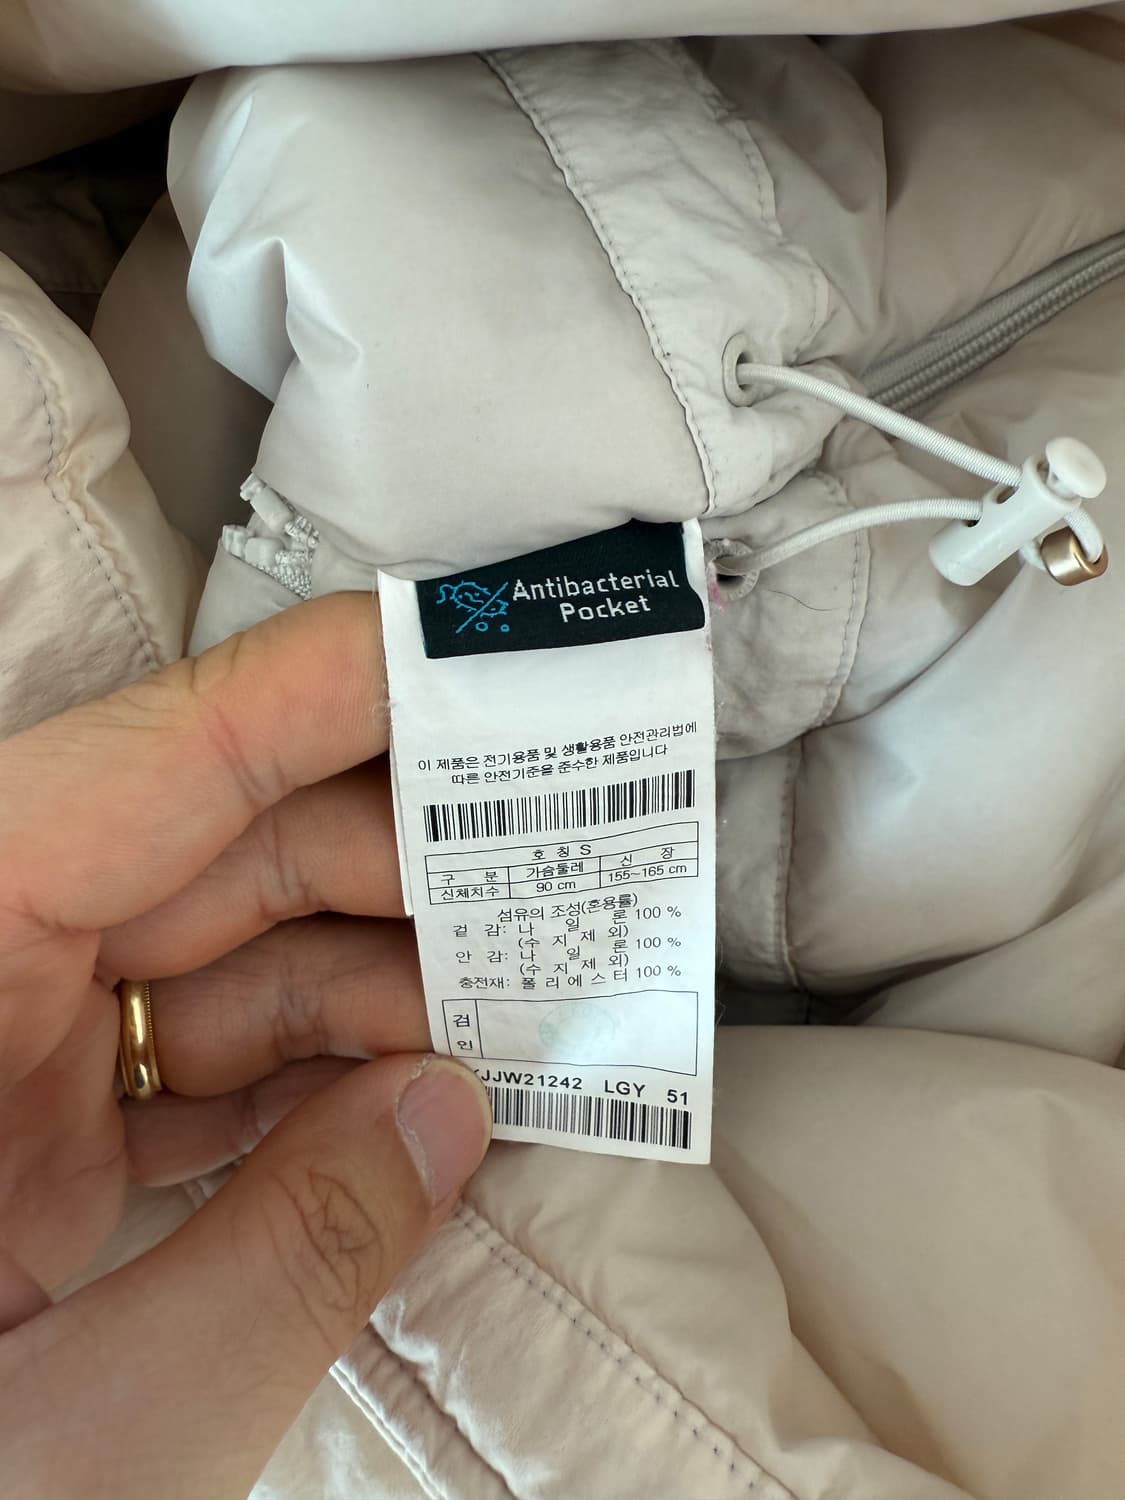 Antibacterial
Pocket
이 제품은 전기용품 및 생활용품 안전관리법에
따른 안전기준을 준수한 제품입니다
호 칭 S
구 분 가슴둘레 신 장
신체치수 90 cm 155~165 cm
섬유의 조성(혼용률)
겉 감: 나 일 론 100 %
(수 지 제 외)
안 감: 나 일 론 100 %
(수 지 제 외)
충전재: 폴 리 에 스 터 100 %
검
인
JJW21242 LGY 51